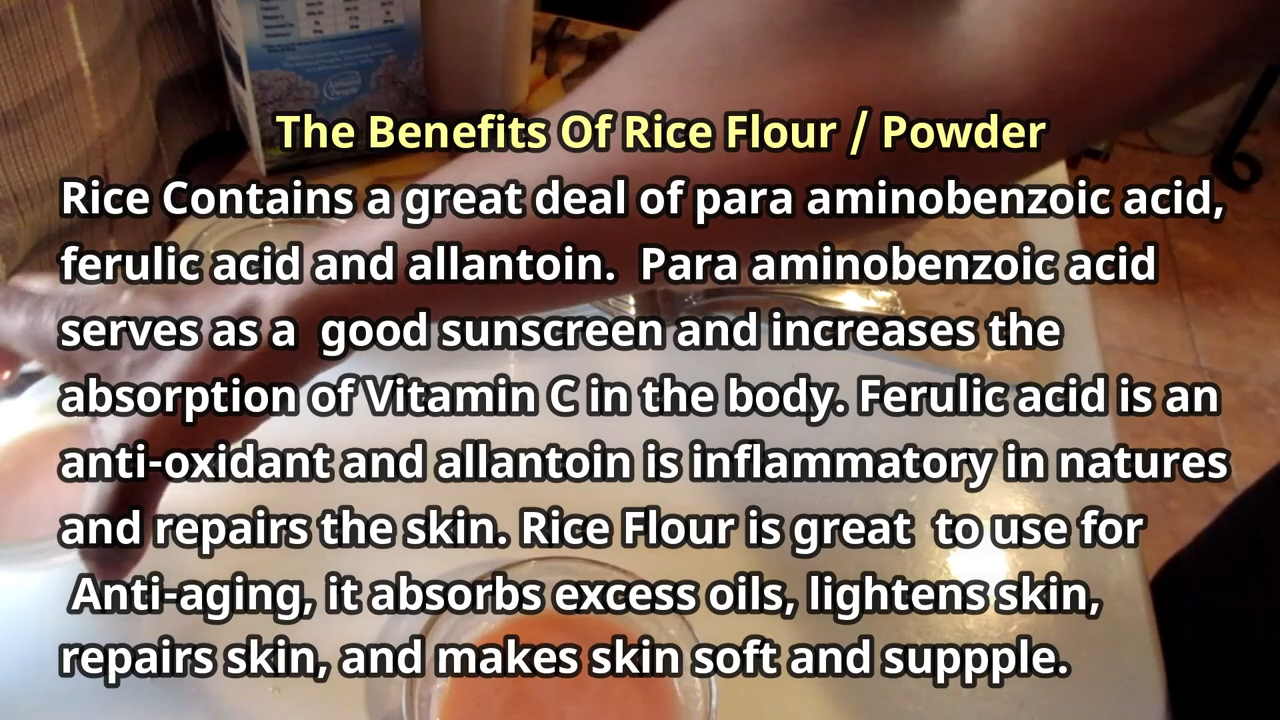 The Benefits Of Rice Flour / Powder
Rice Contains a great deal of para aminobenzoic acid,
ferulic acid and allantoin.  Para aminobenzoic acid
serves as a  good sunscreen and increases the
absorption of Vitamin C in the body. Ferulic acid is an
anti-oxidant and allantoin is inflammatory in natures
and repairs the skin. Rice Flour is great  to use for
Anti-aging, it absorbs excess oils, lightens skin,
repairs skin, and makes skin soft and suppple.